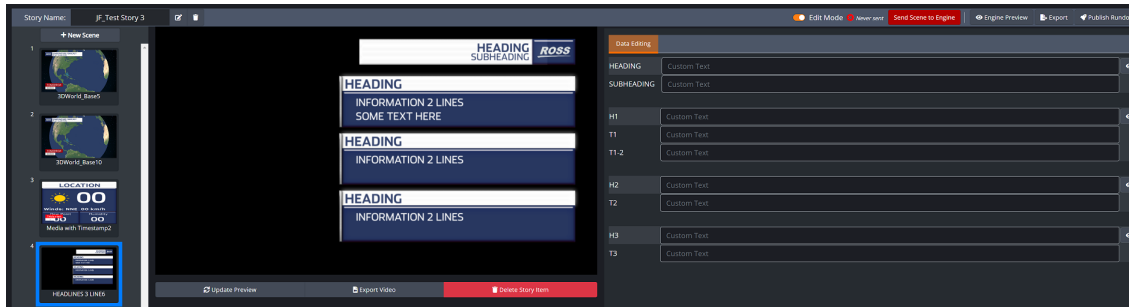 Story Name: JF_Test Story 3
Edit Mode Never sent Send Scene to Engine Engine Preview Export Publish Rundo
+ New Scene
1
3DWorld_Base5
2
3DWorld_Base10
3
LOCATION
00
00
Media with Timestamp2
4
HEADLINES 3 LINE6
HEADING
SUBHEADING
ROSS
HEADING
INFORMATION 2 LINES
SOME TEXT HERE
HEADING
INFORMATION 2 LINES
HEADING
INFORMATION 2 LINES
Update Preview Export Video Delete Story Item
Data Editing
HEADING Custom Text
SUBHEADING Custom Text
H1 Custom Text
T1 Custom Text
T1-2 Custom Text
H2 Custom Text
T2 Custom Text
H3 Custom Text
T3 Custom Text